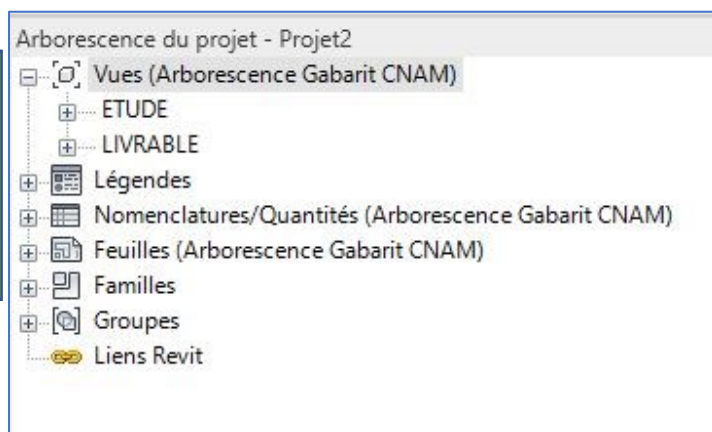 Arborescence du projet - Projet2
Vues (Arborescence Gabarit CNAM)
ETUDE
LIVRABLE
Légendes
Nomenclatures/Quantités (Arborescence Gabarit CNAM)
Feuilles (Arborescence Gabarit CNAM)
Familles
Groupes
Liens Revit